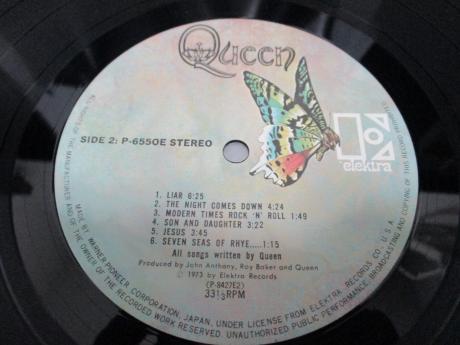 Queen
SIDE 2: P-6550E STEREO
elektra
1. LIAR 6:25
2. THE NIGHT COMES DOWN 4:24
3. MODERN TIMES ROCK 'N' ROLL 1:49
4. SON AND DAUGHTER 3:22
5. JESUS 3:45
6. SEVEN SEAS OF RHYE.....1:15
All songs written by Queen
Produced by John Anthony, Roy Baker and Queen
℗ 1973 by Elektra Records
(P-8427E2)
33⅓RPM
ALL RIGHTS OF THE MANUFACTURER AND OF THE OWNER OF THE RECORDED WORK RESERVED. UNAUTHORIZED PUBLIC PERFORMANCE, BROADCASTING AND COPYING OF THIS RECORD PROHIBITED
MADE BY WARNER-PIONEER CORPORATION, JAPAN, UNDER LICENSE FROM ELEKTRA RECORDS CO., U.S.A.